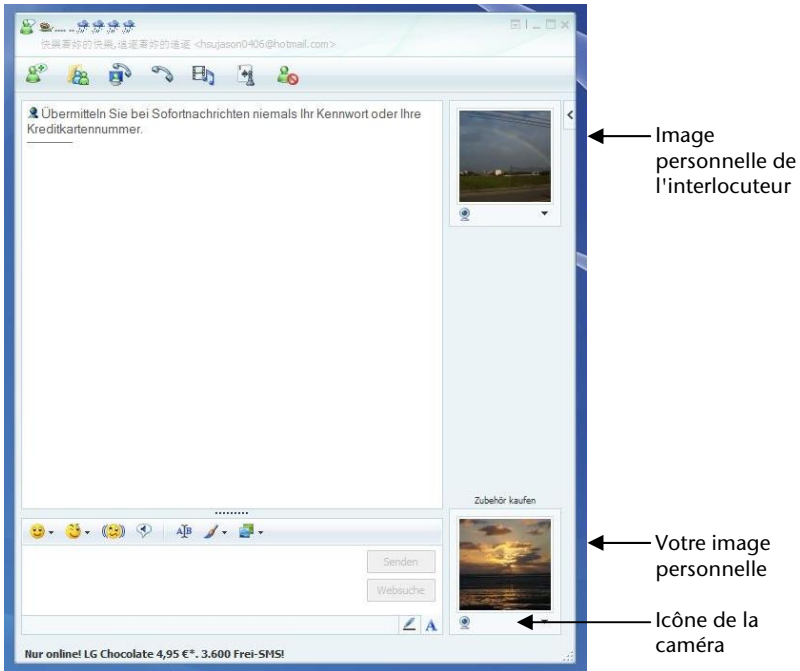 快樂著妳的快樂,追逐著妳的追逐 <hsujason0406@hotmail.com>
Übermitteln Sie bei Sofortnachrichten niemals Ihr Kennwort oder Ihre
Kreditkartennummer.
Image
personnelle de
l'interlocuteur
Zubehör kaufen
Senden
Websuche
Votre image
personnelle
Icône de la
caméra
Nur online! LG Chocolate 4,95 €*. 3.600 Frei-SMS!